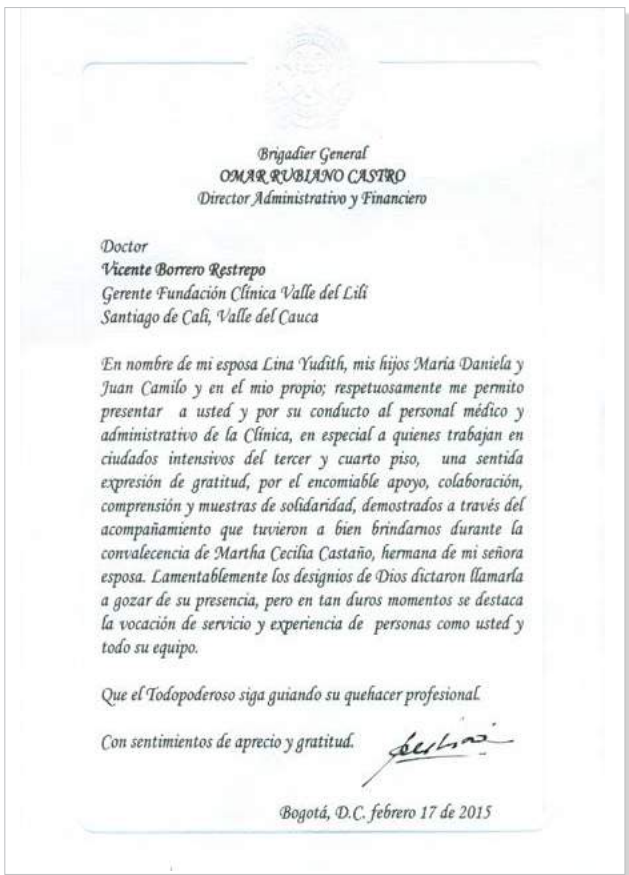 Brigadier General
OMAR RUBIANO CASTRO
Director Administrativo y Financiero
Doctor
Vicente Borrero Restrepo
Gerente Fundación Clínica Valle del Lili
Santiago de Cali, Valle del Cauca
En nombre de mi esposa Lina Yudith, mis hijos María Daniela y
Juan Camilo y en el mio propio; respetuosamente me permito
presentar a usted y por su conducto al personal médico y
administrativo de la Clínica, en especial a quienes trabajan en
ciudados intensivos del tercer y cuarto piso, una sentida
expresión de gratitud, por el encomiable apoyo, colaboración,
comprensión y muestras de solidaridad, demostrados a través del
acompañamiento que tuvieron a bien brindarnos durante la
convalecencia de Martha Cecilia Castaño, hermana de mi señora
esposa. Lamentablemente los designios de Dios dictaron llamarla
a gozar de su presencia, pero en tan duros momentos se destaca
la vocación de servicio y experiencia de personas como usted y
todo su equipo.
Que el Todopoderoso siga guiando su quehacer profesional.
Con sentimientos de aprecio y gratitud.
Bogotá, D.C. febrero 17 de 2015